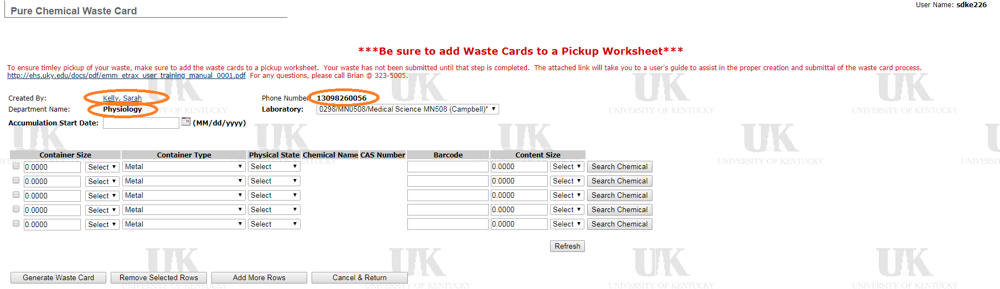 Pure Chemical Waste Card
User Name: sdke226
***Be sure to add Waste Cards to a Pickup Worksheet***
To ensure timley pickup of your waste, make sure to add the waste cards to a pickup worksheet. Your waste has not been submitted until that step is completed. The attached link will take you to a user's guide to assist in the proper creation and submittal of the waste card process.
http://ehs.uky.edu/docs/pdf/emm_etrax_user_training_manual_0001.pdf For any questions, please call Brian @ 323-5005.
Created By: Kelly, Sarah Phone Number: 13098260056
Department Name: Physiology Laboratory: 0298/MN0508/Medical Science MN508 (Campbell)*
Accumulation Start Date: (MM/dd/yyyy)
Container Size Container Type Physical State Chemical Name CAS Number Barcode Content Size
0.0000 Select Metal Select 0.0000 Select Search Chemical
0.0000 Select Metal Select 0.0000 Select Search Chemical
0.0000 Select Metal Select 0.0000 Select Search Chemical
0.0000 Select Metal Select 0.0000 Select Search Chemical
0.0000 Select Metal Select 0.0000 Select Search Chemical
Refresh
Generate Waste Card Remove Selected Rows Add More Rows Cancel & Return
UK
UNIVERSITY OF KENTUCKY